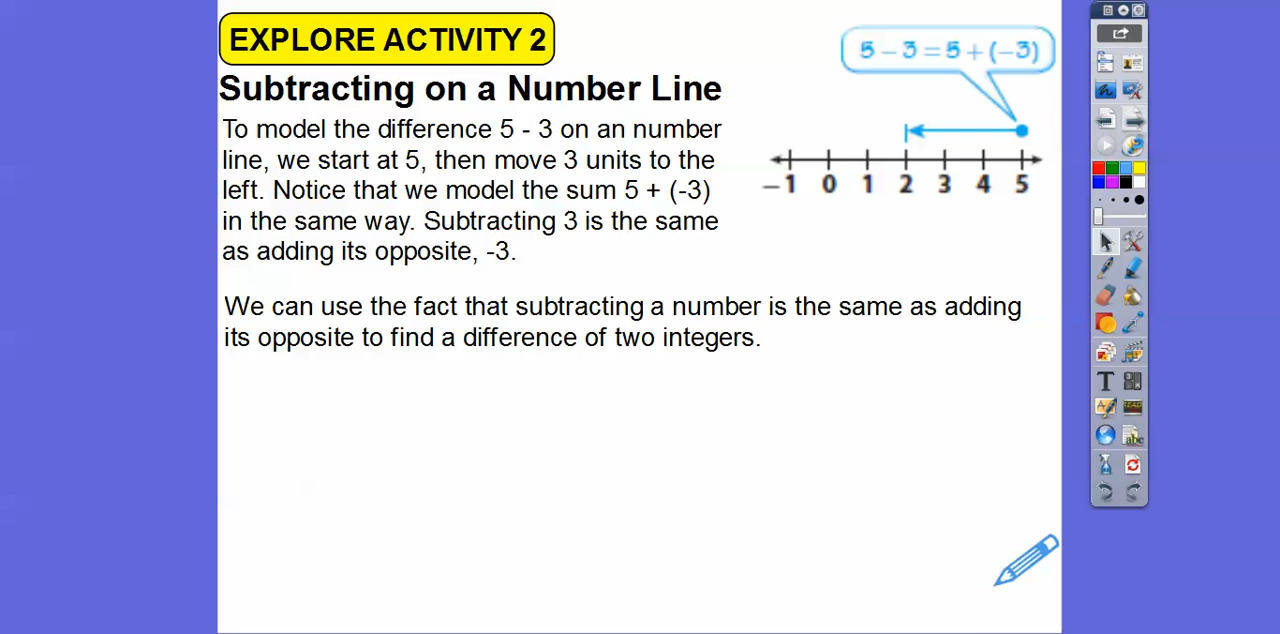 EXPLORE ACTIVITY 2
5 – 3 = 5 + (–3)
Subtracting on a Number Line
To model the difference 5 - 3 on an number
line, we start at 5, then move 3 units to the
left. Notice that we model the sum 5 + (-3)
in the same way. Subtracting 3 is the same
as adding its opposite, -3.
–1 0 1 2 3 4 5
We can use the fact that subtracting a number is the same as adding
its opposite to find a difference of two integers.
T
abc